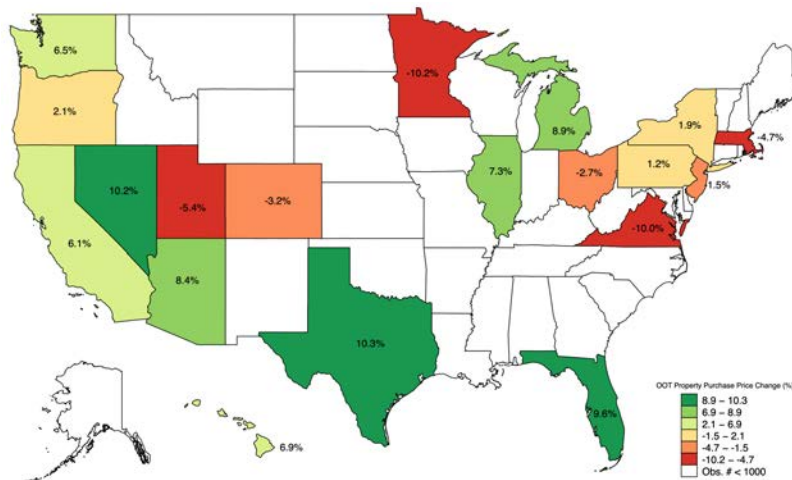 6.5%
-10.2%
2.1%
8.9%
1.9%
-4.7%
7.3%
-2.7%
1.2%
-1.5%
10.2%
-5.4%
-3.2%
6.1%
-10.0%
8.4%
10.3%
9.6%
6.9%
OOT Property Purchase Price Change (%)
8.9 – 10.3
6.9 – 8.9
2.1 – 6.9
-1.5 – 2.1
-4.7 – -1.5
-10.2 – -4.7
Obs. # < 1000